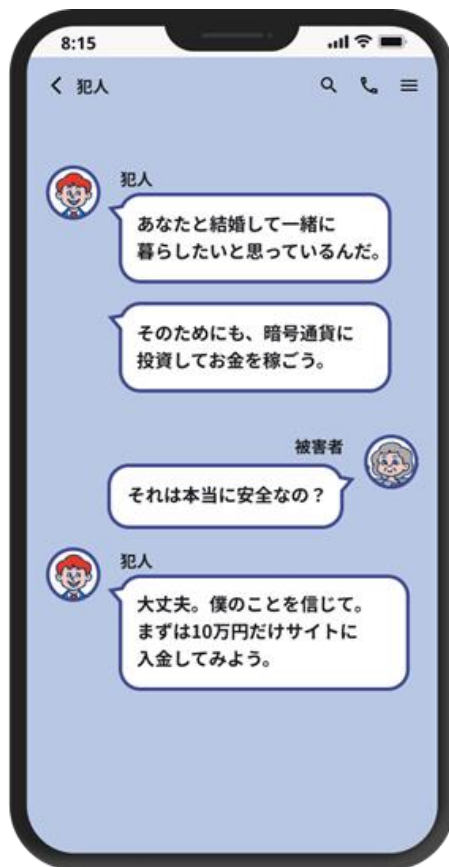 8:15
犯人
犯人
あなたと結婚して一緒に
暮らしたいと思っているんだ。
そのためにも、暗号通貨に
投資してお金を稼ごう。
被害者
それは本当に安全なの？
犯人
大丈夫。僕のことを信じて。
まずは10万円だけサイトに
入金してみよう。